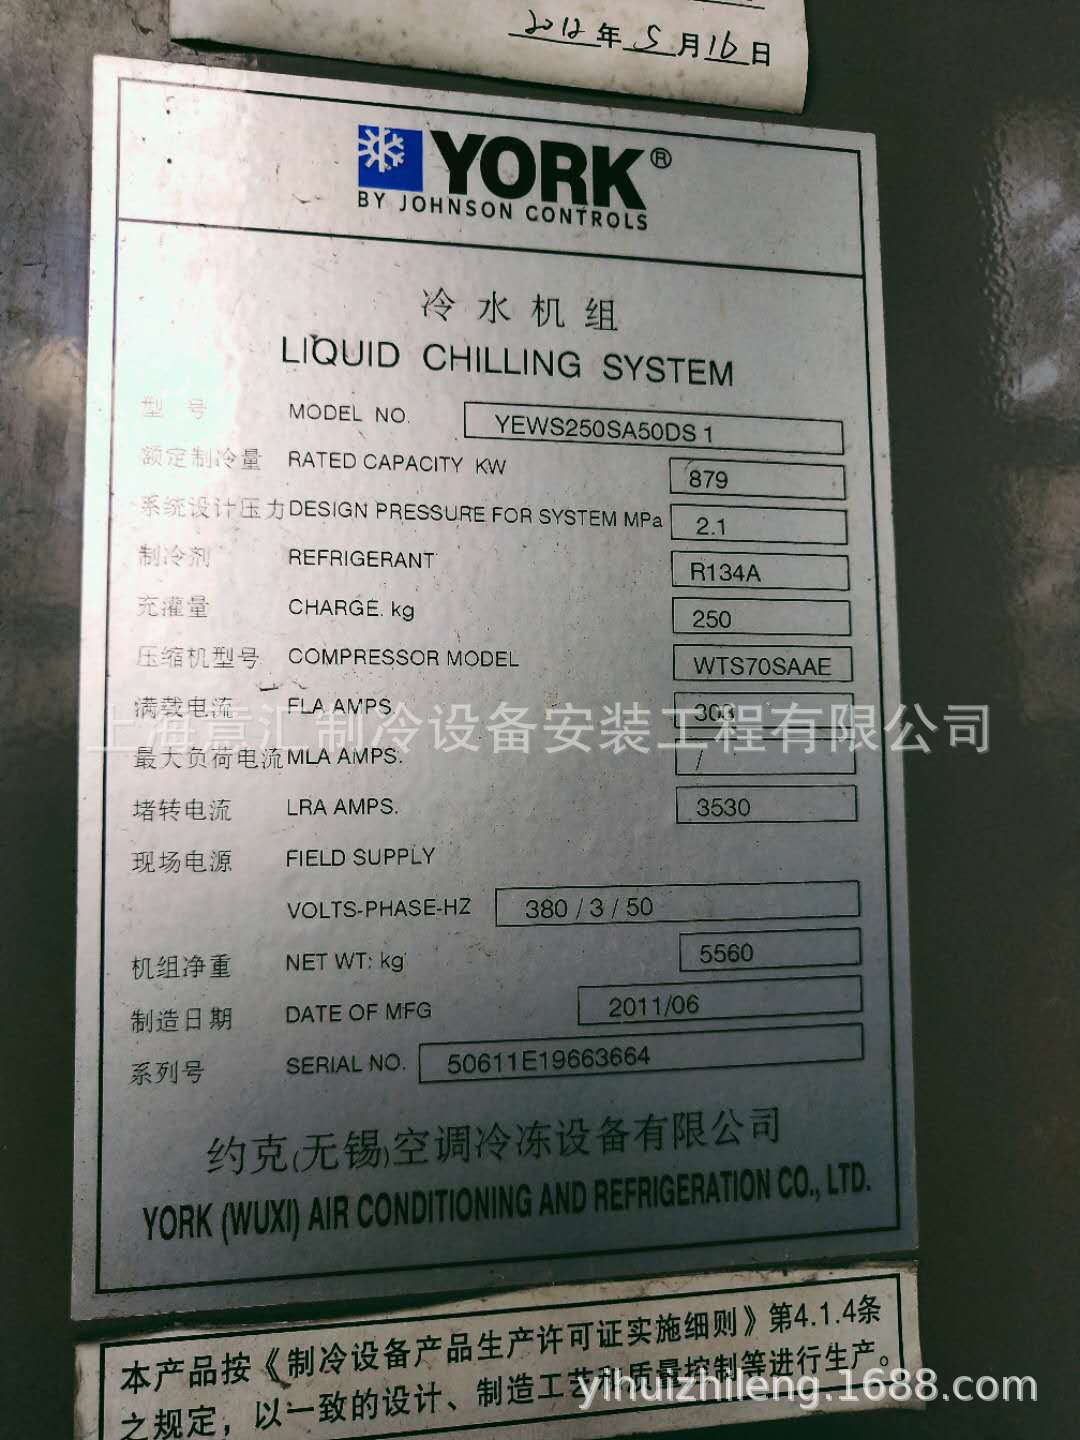 2012年5月16日
YORK®
BY JOHNSON CONTROLS
冷水机组
LIQUID CHILLING SYSTEM
型号 MODEL NO. YEWS250SA50DS 1
额定制冷量 RATED CAPACITY KW 879
系统设计压力 DESIGN PRESSURE FOR SYSTEM MPa 2.1
制冷剂 REFRIGERANT R134A
充灌量 CHARGE. kg 250
压缩机型号 COMPRESSOR MODEL WTS70SAAE
满载电流 FLA AMPS 303
上海章汇制冷设备安装工程有限公司
最大负荷电流 MLA AMPS. /
堵转电流 LRA AMPS. 3530
现场电源 FIELD SUPPLY
VOLTS-PHASE-HZ 380 / 3 / 50
机组净重 NET WT: kg 5560
制造日期 DATE OF MFG 2011/06
系列号 SERIAL NO. 50611E19663664
约克(无锡)空调冷冻设备有限公司
YORK (WUXI) AIR CONDITIONING AND REFRIGERATION CO., LTD.
本产品按《制冷设备产品生产许可证实施细则》第4.1.4条
之规定，以一致的设计、制造工艺和质量控制等进行生产。
yihuizhileng.1688.com